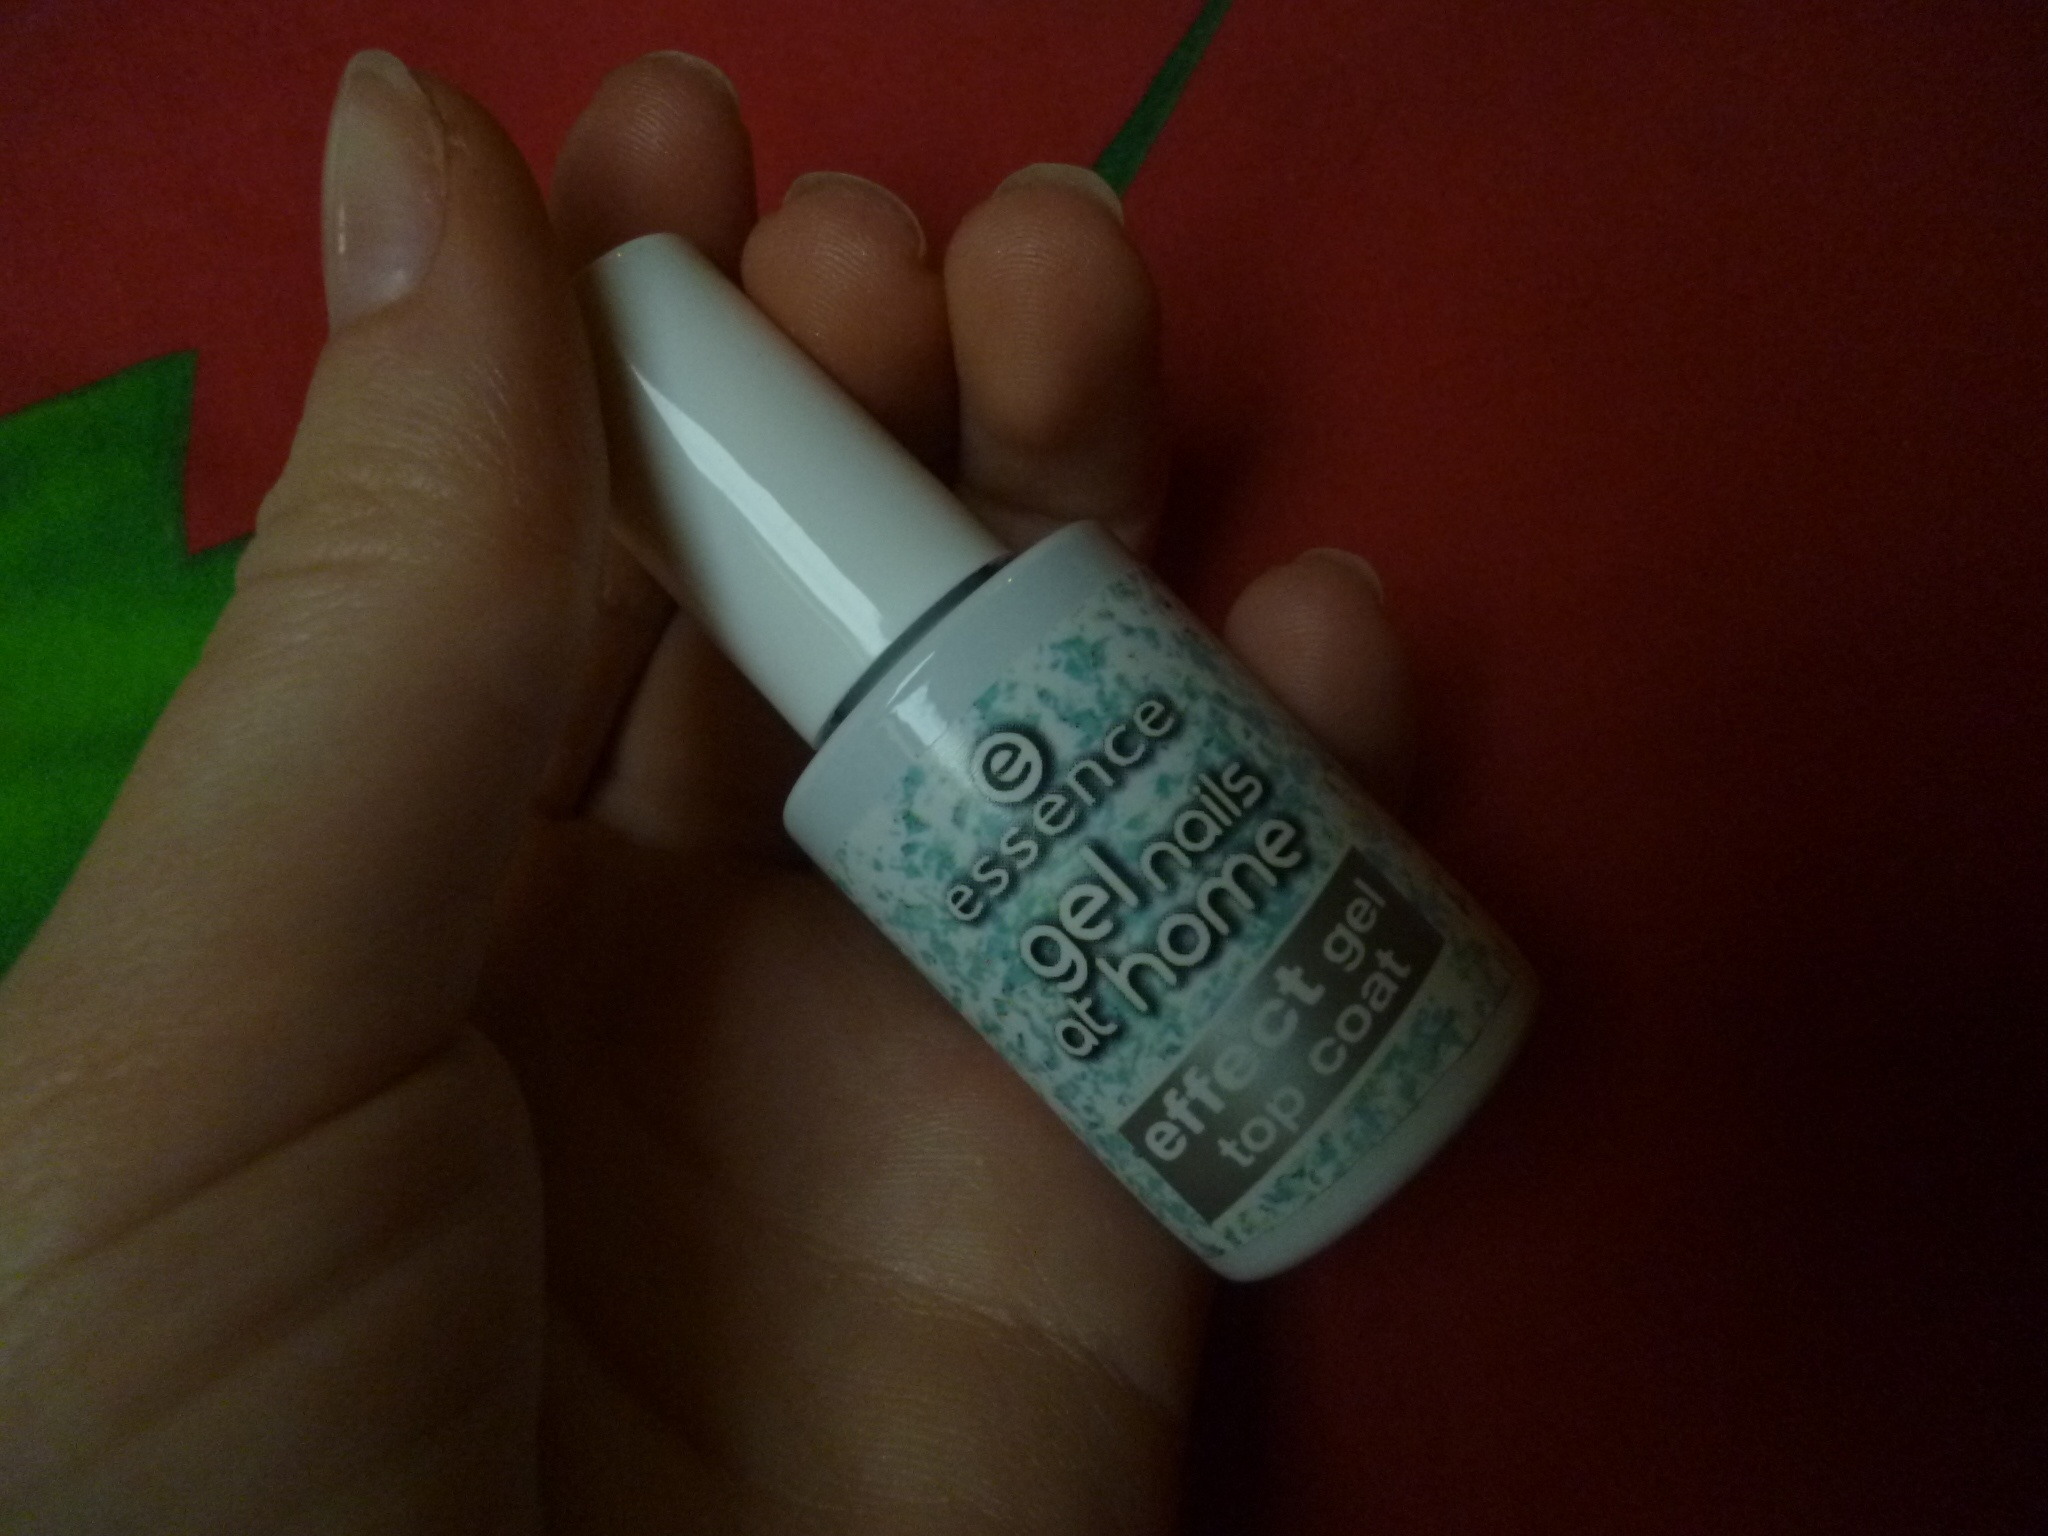 e
essence
gel nails
at home
effect gel
top coat